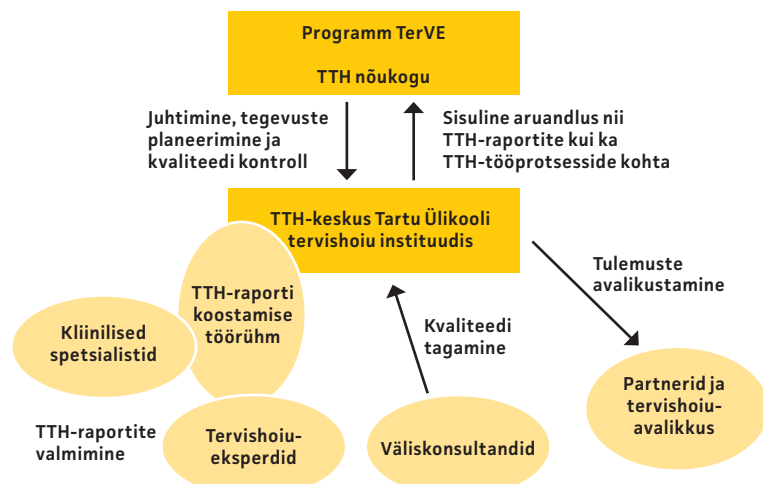 Programm TerVE
TTH nõukogu
Juhtimine, tegevuste
planeerimine ja
kvaliteedi kontroll
Sisuline aruandlus nii
TTH-raportite kui ka
TTH-tööprotsesside kohta
TTH-keskus Tartu Ülikooli
tervishoiu instituudis
TTH-raporti
koostamise
töörühm
Kliinilised
spetsialistid
TTH-raportite
valmimine
Tervishoiu-
eksperdid
Kvaliteedi
tagamine
Väliskonsultandid
Tulemuste
avalikustamine
Partnerid ja
tervishoiu-
avalikkus